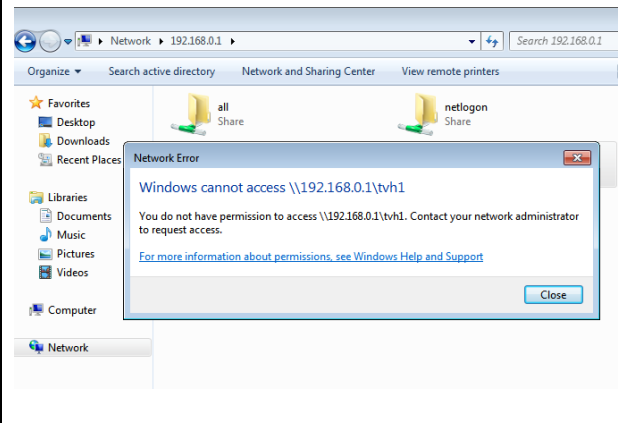 Network 192.168.0.1
Search 192.168.0.1
Organize Search active directory Network and Sharing Center View remote printers
Favorites
Desktop
Downloads
Recent Places
Libraries
Documents
Music
Pictures
Videos
Computer
Network
all
Share
netlogon
Share
Network Error
Windows cannot access \\192.168.0.1\tvh1
You do not have permission to access \\192.168.0.1\tvh1. Contact your network administrator
to request access.
For more information about permissions, see Windows Help and Support
Close